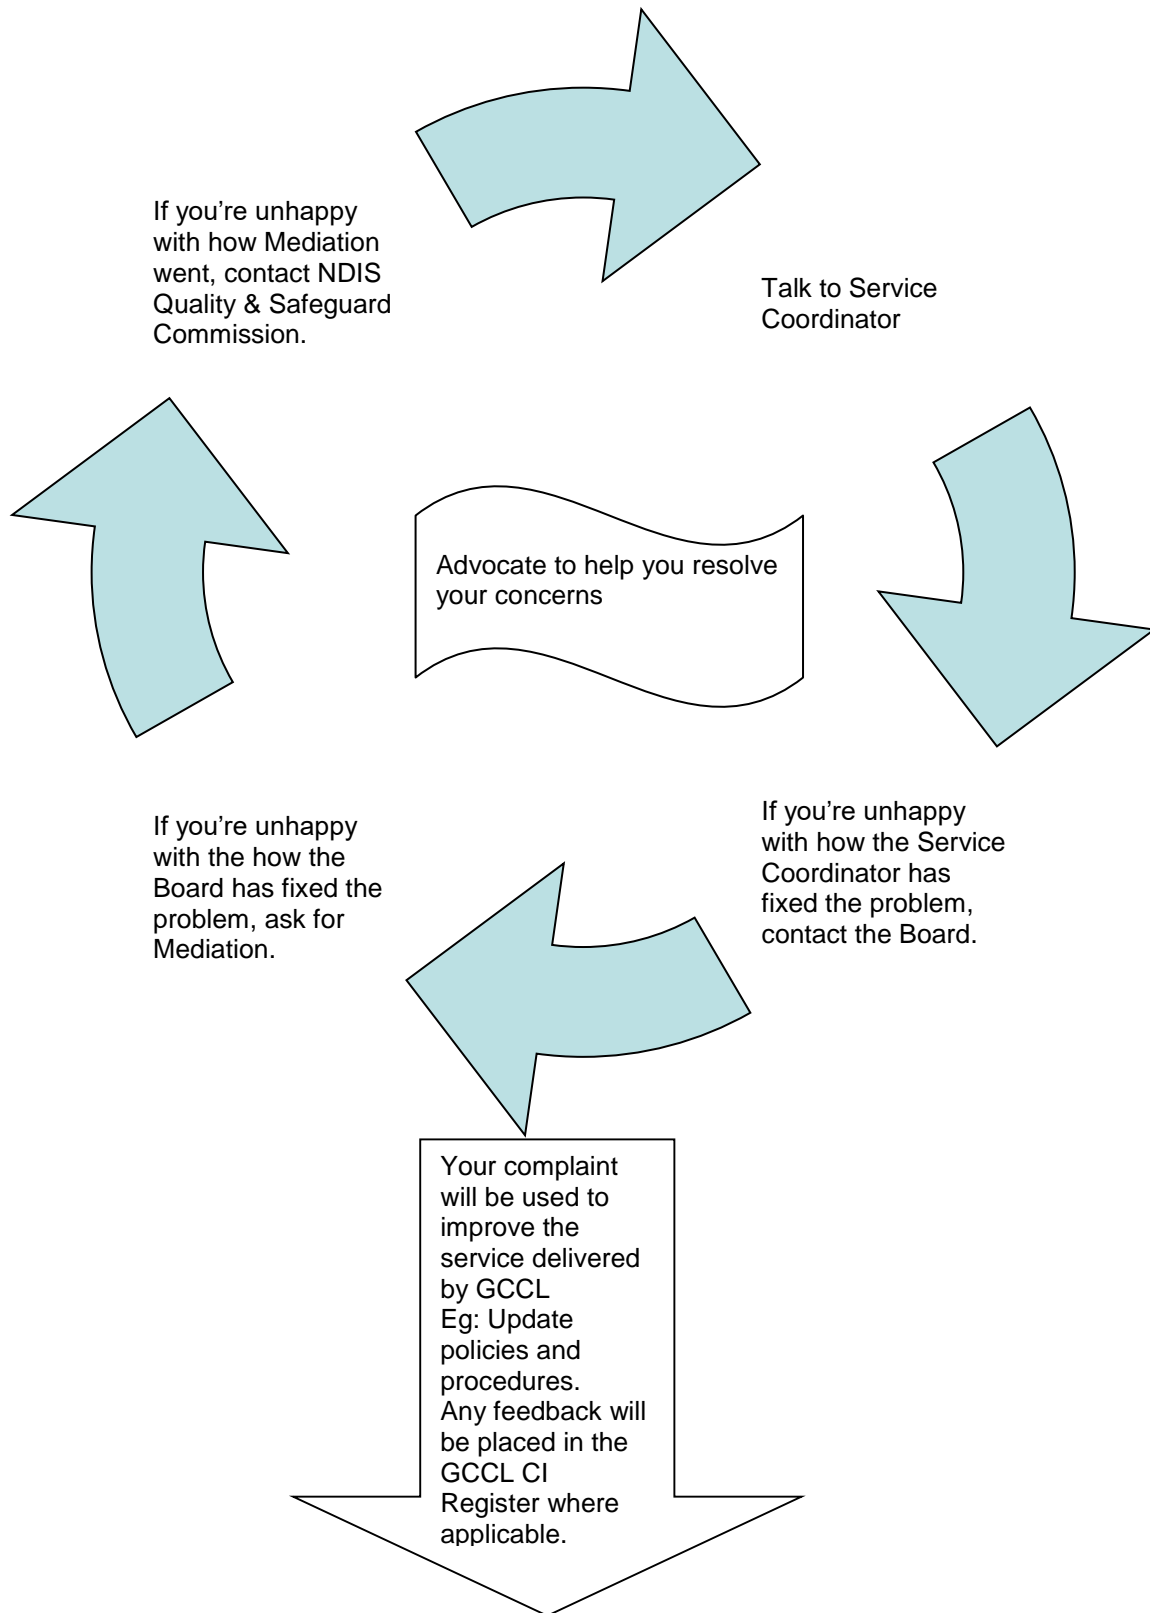 If you’re unhappy
with how Mediation
went, contact NDIS
Quality & Safeguard
Commission.
Talk to Service
Coordinator
Advocate to help you resolve
your concerns
If you’re unhappy
with the how the
Board has fixed the
problem, ask for
Mediation.
If you’re unhappy
with how the Service
Coordinator has
fixed the problem,
contact the Board.
Your complaint
will be used to
improve the
service delivered
by GCCL
Eg: Update
policies and
procedures.
Any feedback will
be placed in the
GCCL CI
Register where
applicable.